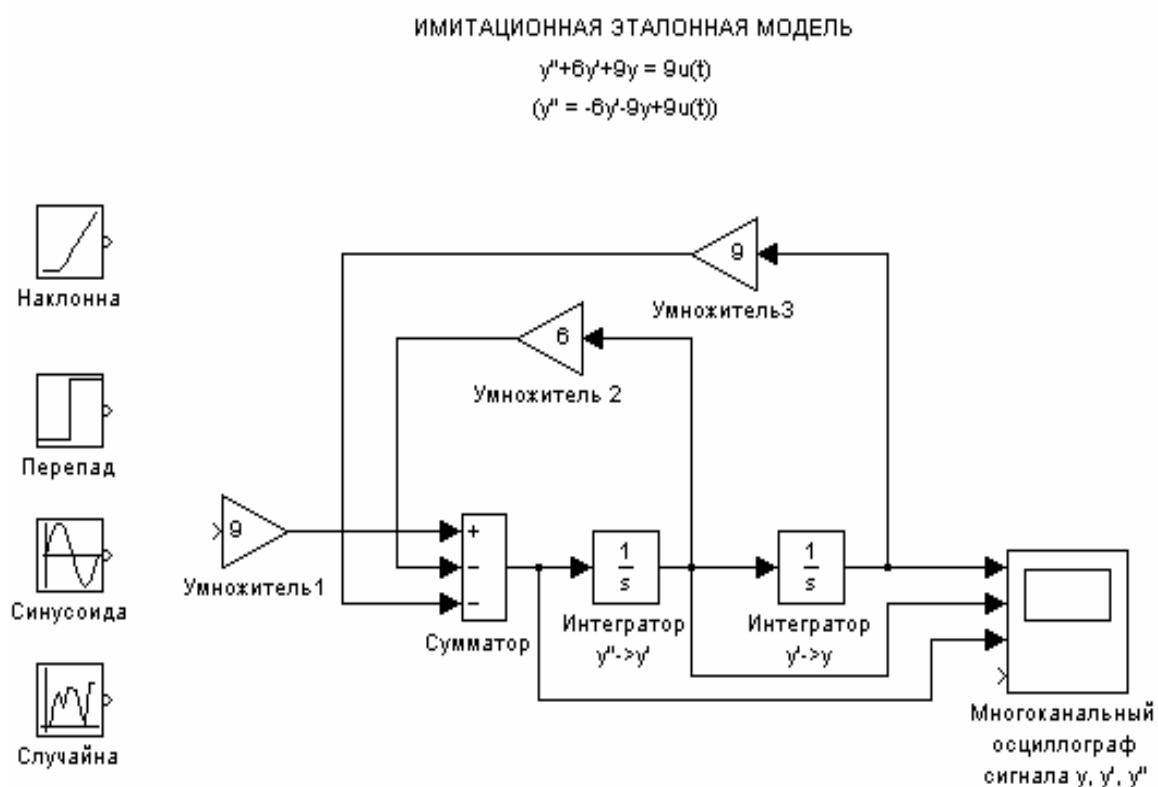 ИМИТАЦИОННАЯ ЭТАЛОННАЯ МОДЕЛЬ
y''+6y'+9y = 9u(t)
(y'' = -6y'-9y+9u(t))
Наклонна
9
Умножитель3
6
Умножитель 2
Перепад
9
Умножитель1
+
−
−
Сумматор
1
s
Интегратор
y''->y'
1
s
Интегратор
y'->y
Синусоида
Случайна
Многоканальный
осциллограф
сигнала y, y', y''